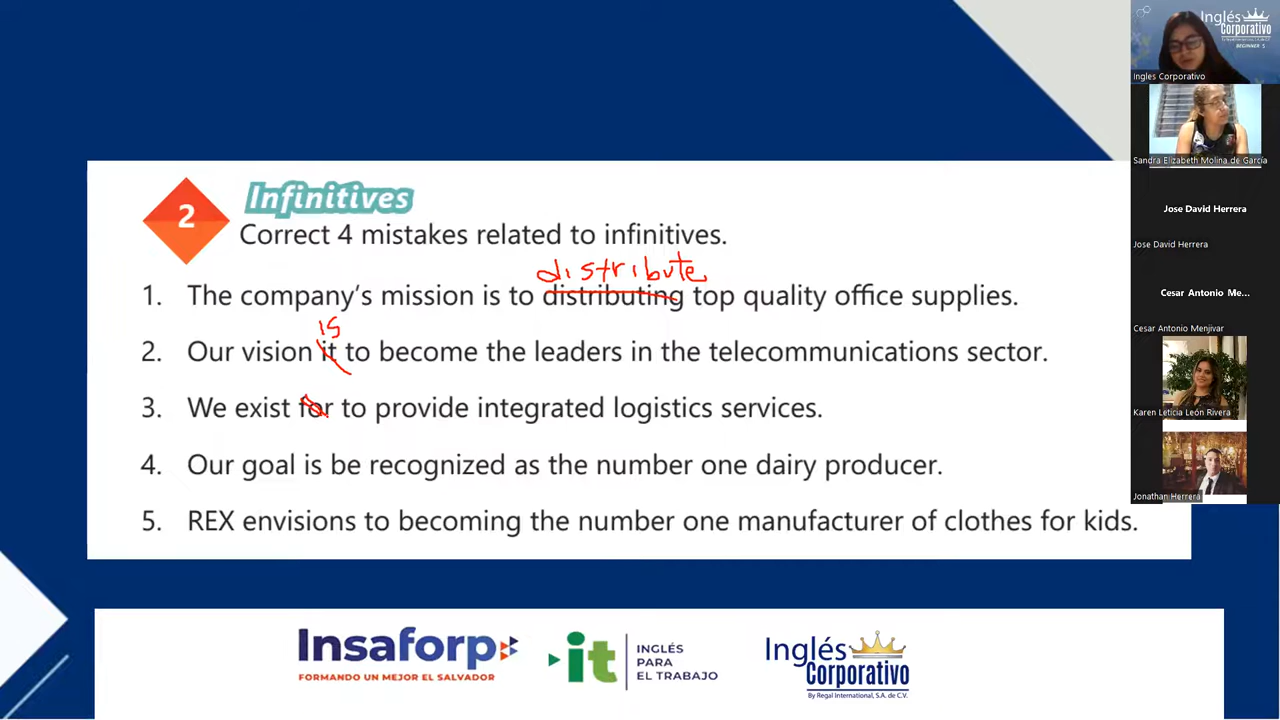 Inglés
Corporativo
By Regal International, S.A. de C.V.
BEGINNER 5
Ingles Corporativo
Sandra Elizabeth Molina de García
Jose David Herrera
Jose David Herrera
Cesar Antonio Me...
Cesar Antonio Menjivar
Karen Leticia León Rivera
Jonathan Herrera
2
Infinitives
Correct 4 mistakes related to infinitives.
distribute
1. The company's mission is to distributing top quality office supplies.
is
2. Our vision it to become the leaders in the telecommunications sector.
3. We exist for to provide integrated logistics services.
4. Our goal is be recognized as the number one dairy producer.
5. REX envisions to becoming the number one manufacturer of clothes for kids.
Insaforp
FORMANDO UN MEJOR EL SALVADOR
it
INGLÉS
PARA
EL TRABAJO
Inglés
Corporativo
By Regal International, S.A. de C.V.